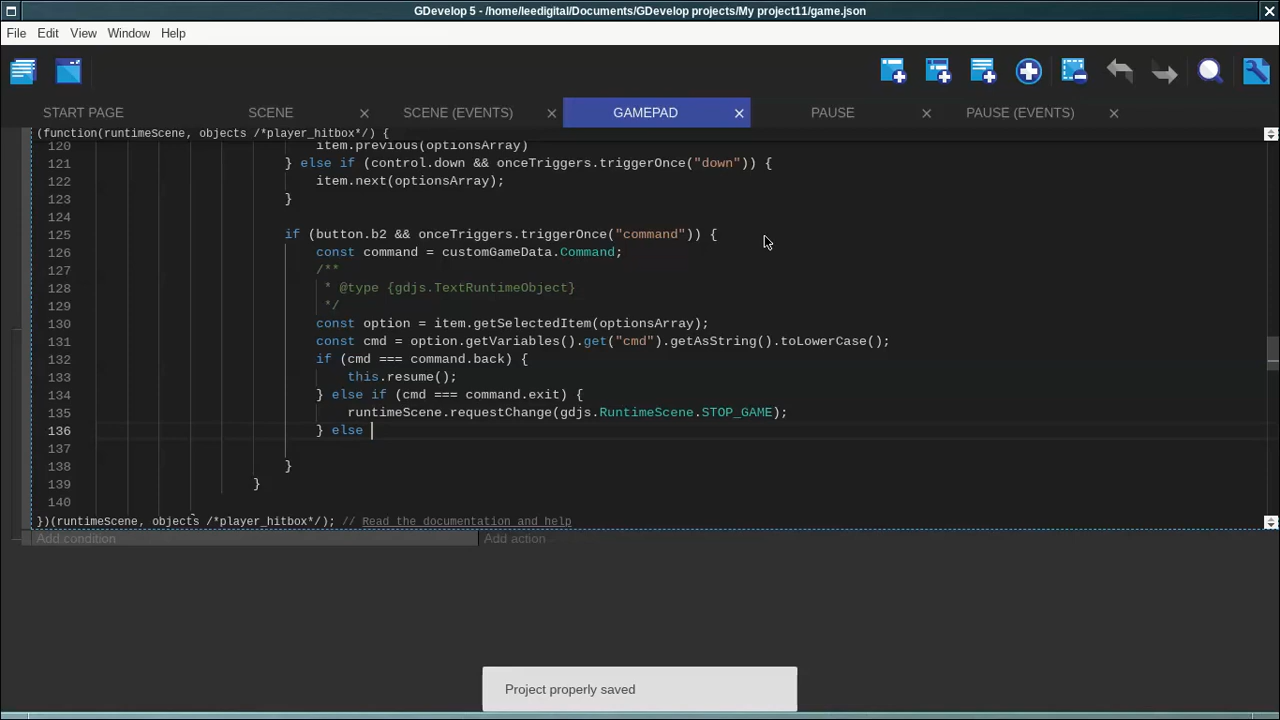 GDevelop 5 - /home/leedigital/Documents/GDevelop projects/My project11/game.json
File Edit View Window Help
START PAGE SCENE SCENE (EVENTS) GAMEPAD PAUSE PAUSE (EVENTS)
(function(runtimeScene, objects /*player_hitbox*/) {
120 item.previous(optionsArray)
121 } else if (control.down && onceTriggers.triggerOnce("down")) {
122 item.next(optionsArray);
123 }
124
125 if (button.b2 && onceTriggers.triggerOnce("command")) {
126 const command = customGameData.Command;
127 /**
128 * @type {gdjs.TextRuntimeObject}
129 */
130 const option = item.getSelectedItem(optionsArray);
131 const cmd = option.getVariables().get("cmd").getAsString().toLowerCase();
132 if (cmd === command.back) {
133 this.resume();
134 } else if (cmd === command.exit) {
135 runtimeScene.requestChange(gdjs.RuntimeScene.STOP_GAME);
136 } else
137
138 }
139 }
140
})(runtimeScene, objects /*player_hitbox*/); // Read the documentation and help
Add condition Add action
Project properly saved